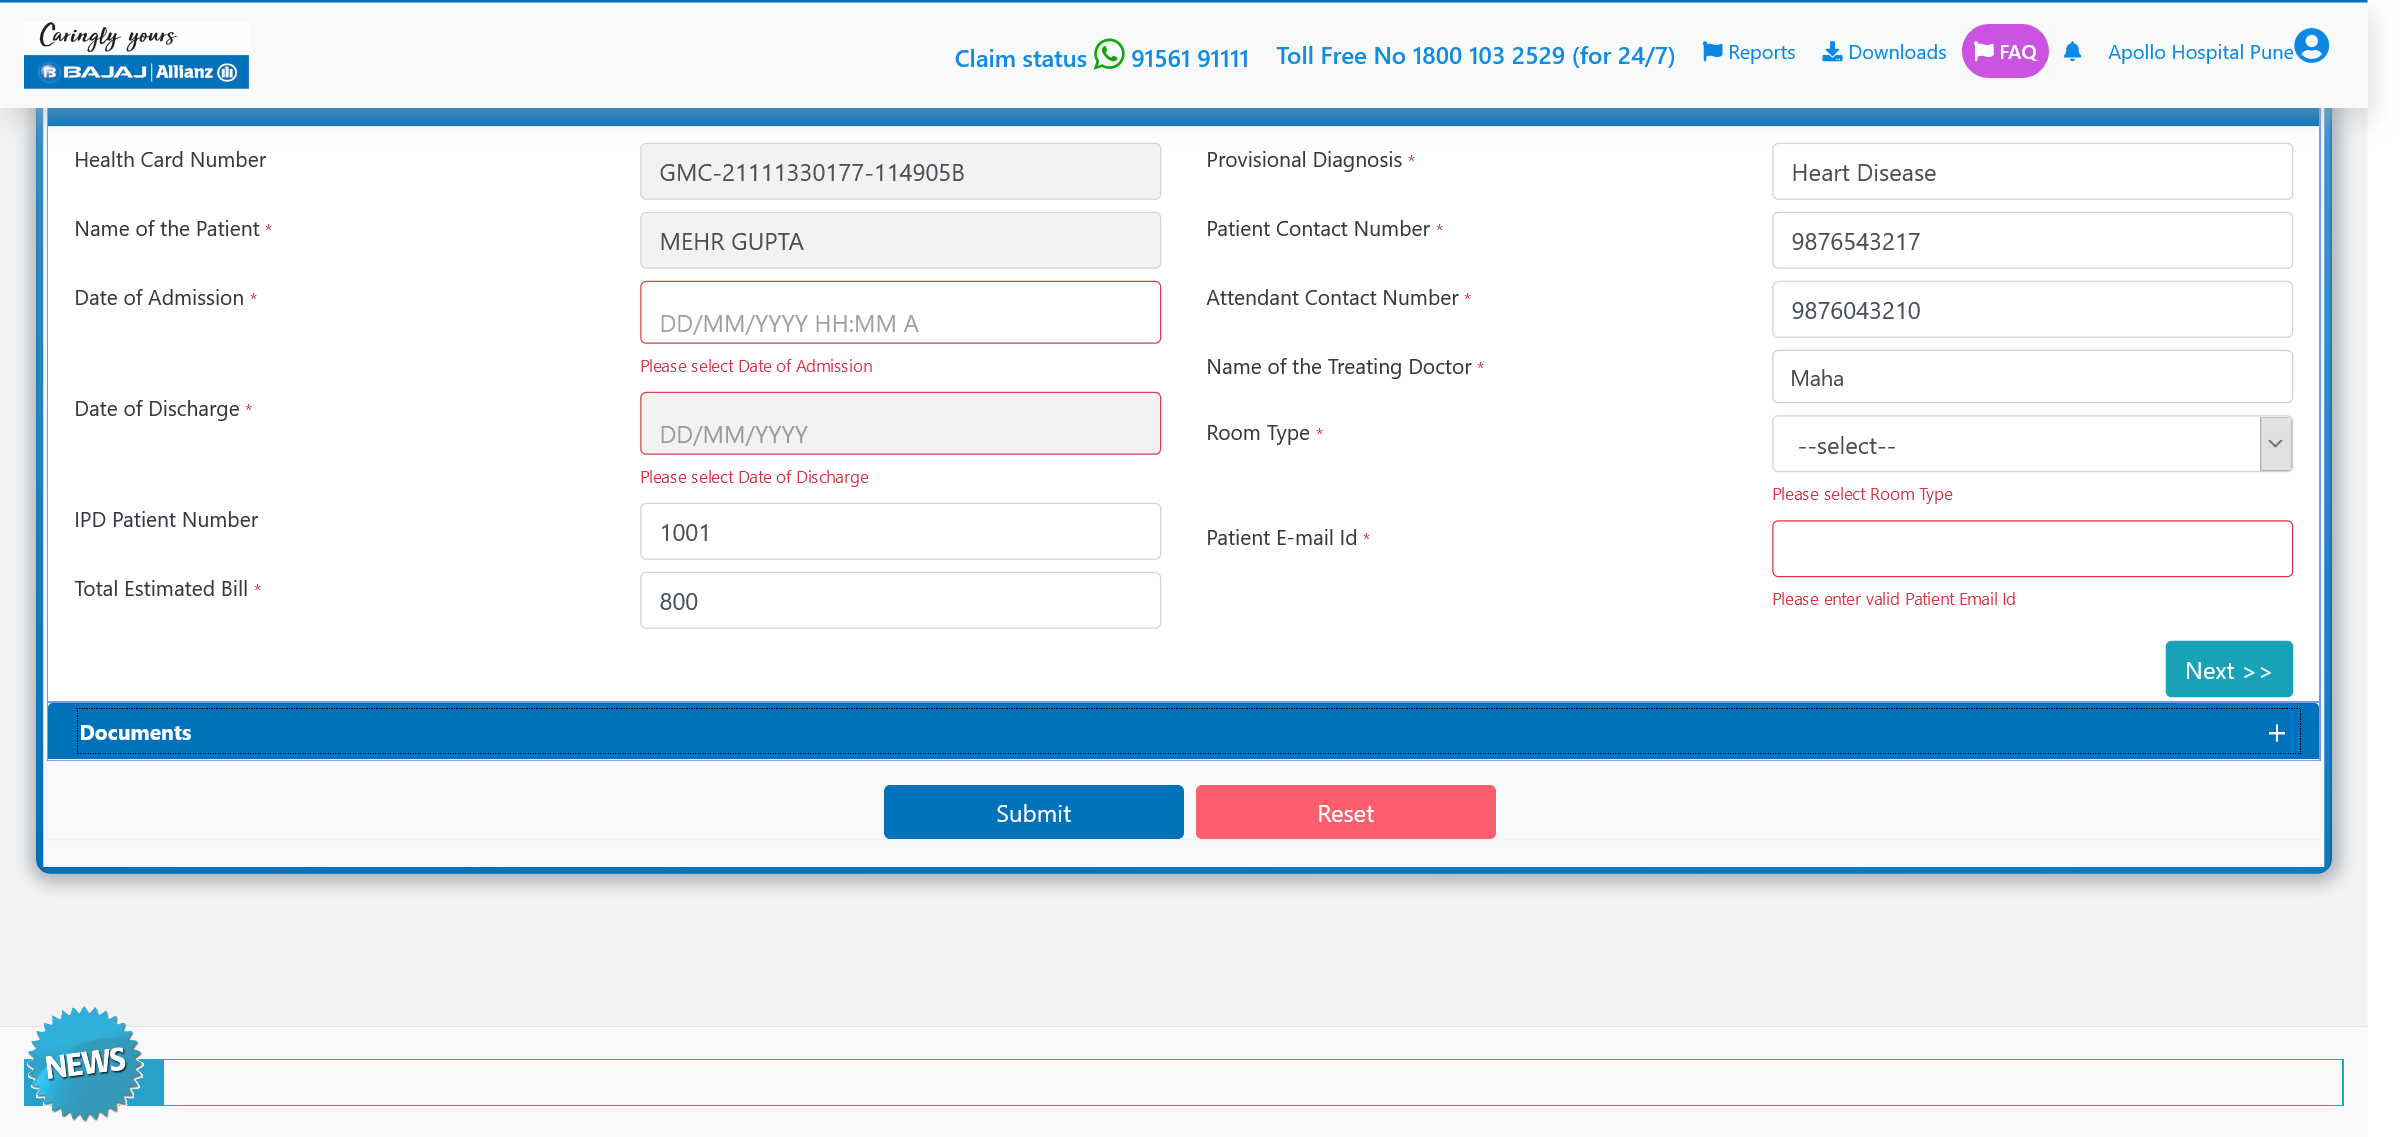 Caringly yours
BAJAJ | Allianz
Claim status 91561 91111
Toll Free No 1800 103 2529 (for 24/7)
Reports
Downloads
FAQ
Apollo Hospital Pune
Health Card Number
GMC-21111330177-114905B
Name of the Patient *
MEHR GUPTA
Date of Admission *
DD/MM/YYYY HH:MM A
Please select Date of Admission
Date of Discharge *
DD/MM/YYYY
Please select Date of Discharge
IPD Patient Number
1001
Total Estimated Bill *
800
Provisional Diagnosis *
Heart Disease
Patient Contact Number *
9876543217
Attendant Contact Number *
9876043210
Name of the Treating Doctor *
Maha
Room Type *
--select--
Please select Room Type
Patient E-mail Id *
Please enter valid Patient Email Id
Next >>
Documents +
Submit
Reset
NEWS